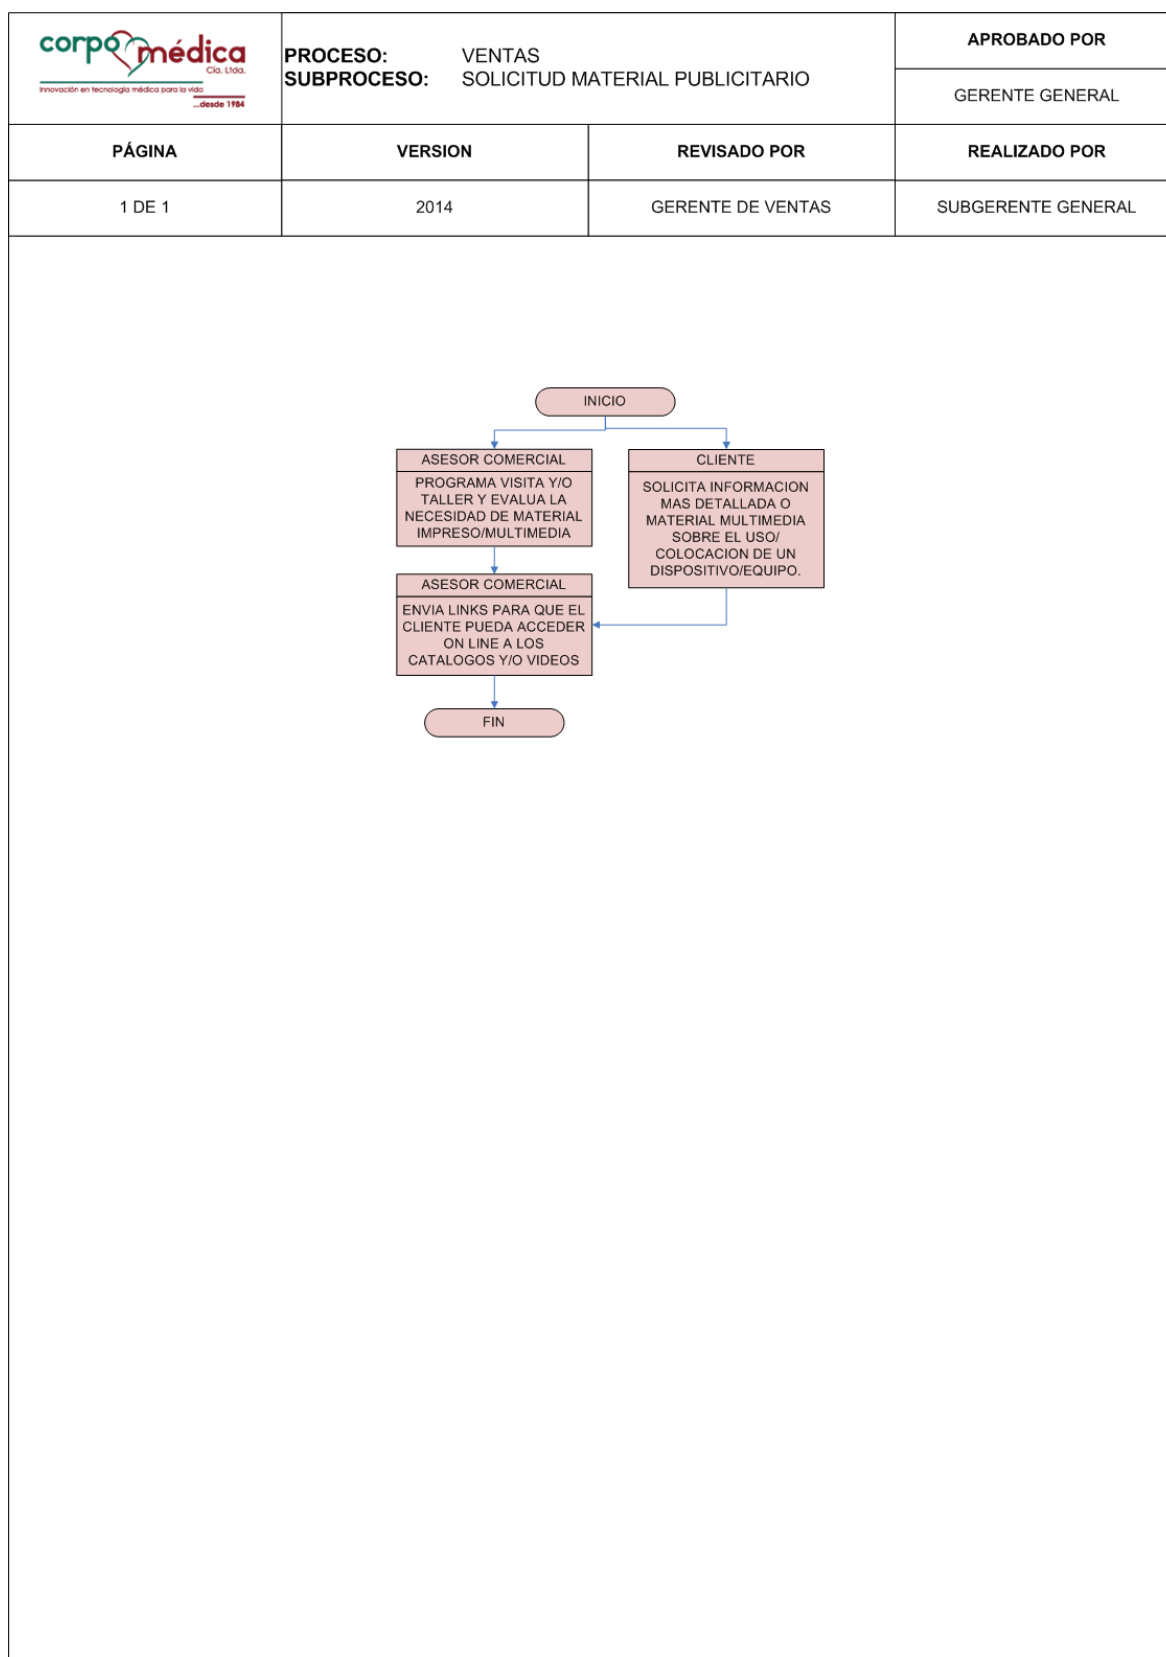 corpomédica
Cía. Ltda.
Innovación en tecnología médica para la vida
...desde 1984
PROCESO: VENTAS
SUBPROCESO: SOLICITUD MATERIAL PUBLICITARIO
APROBADO POR
GERENTE GENERAL
PÁGINA
VERSION
REVISADO POR
REALIZADO POR
1 DE 1
2014
GERENTE DE VENTAS
SUBGERENTE GENERAL
INICIO
ASESOR COMERCIAL
PROGRAMA VISITA Y/O
TALLER Y EVALUA LA
NECESIDAD DE MATERIAL
IMPRESO/MULTIMEDIA
CLIENTE
SOLICITA INFORMACION
MAS DETALLADA O
MATERIAL MULTIMEDIA
SOBRE EL USO/
COLOCACION DE UN
DISPOSITIVO/EQUIPO.
ASESOR COMERCIAL
ENVIA LINKS PARA QUE EL
CLIENTE PUEDA ACCEDER
ON LINE A LOS
CATALOGOS Y/O VIDEOS
FIN